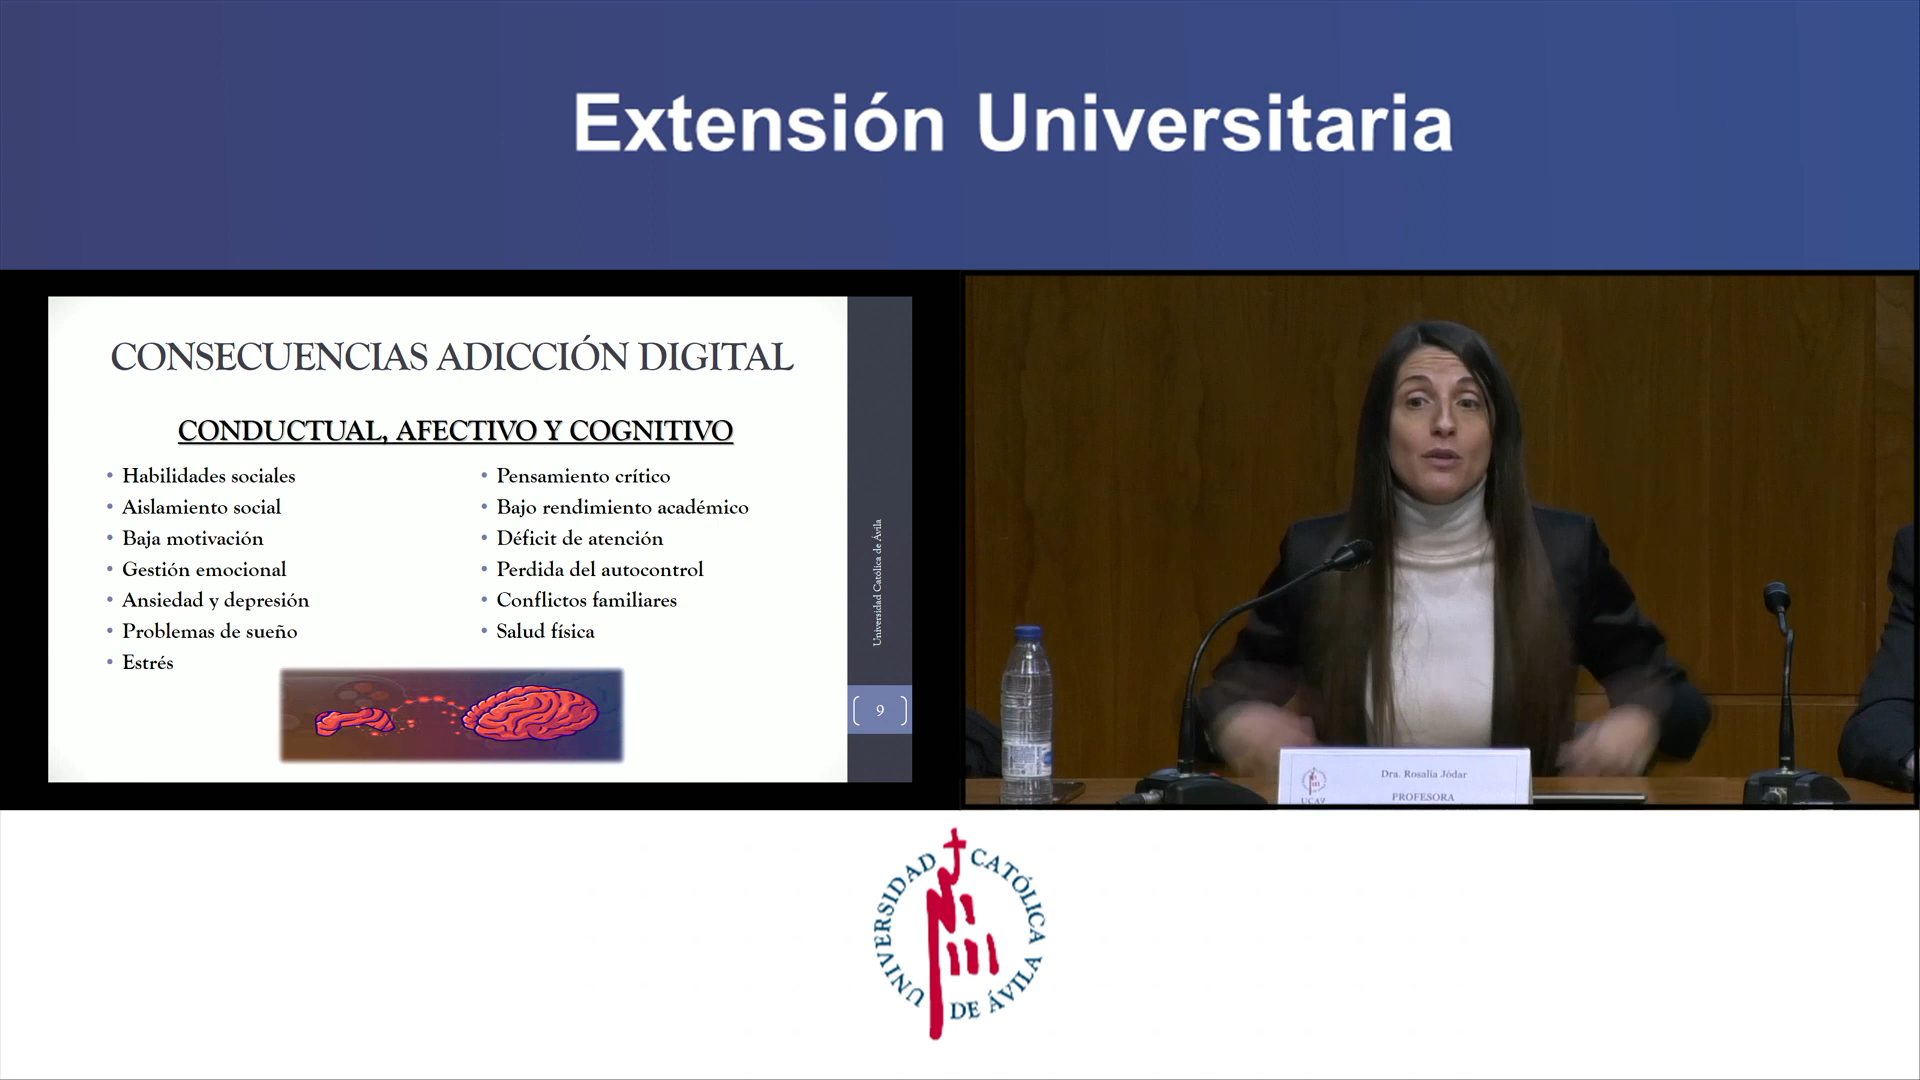 Extensión Universitaria
CONSECUENCIAS ADICCIÓN DIGITAL
CONDUCTUAL, AFECTIVO Y COGNITIVO
• Habilidades sociales
• Aislamiento social
• Baja motivación
• Gestión emocional
• Ansiedad y depresión
• Problemas de sueño
• Estrés
• Pensamiento crítico
• Bajo rendimiento académico
• Déficit de atención
• Perdida del autocontrol
• Conflictos familiares
• Salud física
Universidad Católica de Ávila
9
Dra. Rosalía Jódar
PROFESORA
UCAV
UNIVERSIDAD CATÓLICA DE ÁVILA